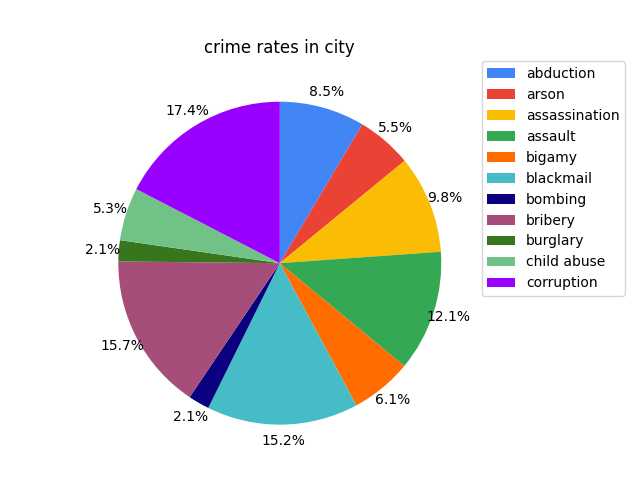 crime rates in city
8.5%
5.5%
9.8%
12.1%
6.1%
15.2%
2.1%
15.7%
2.1%
5.3%
17.4%
abduction
arson
assassination
assault
bigamy
blackmail
bombing
bribery
burglary
child abuse
corruption